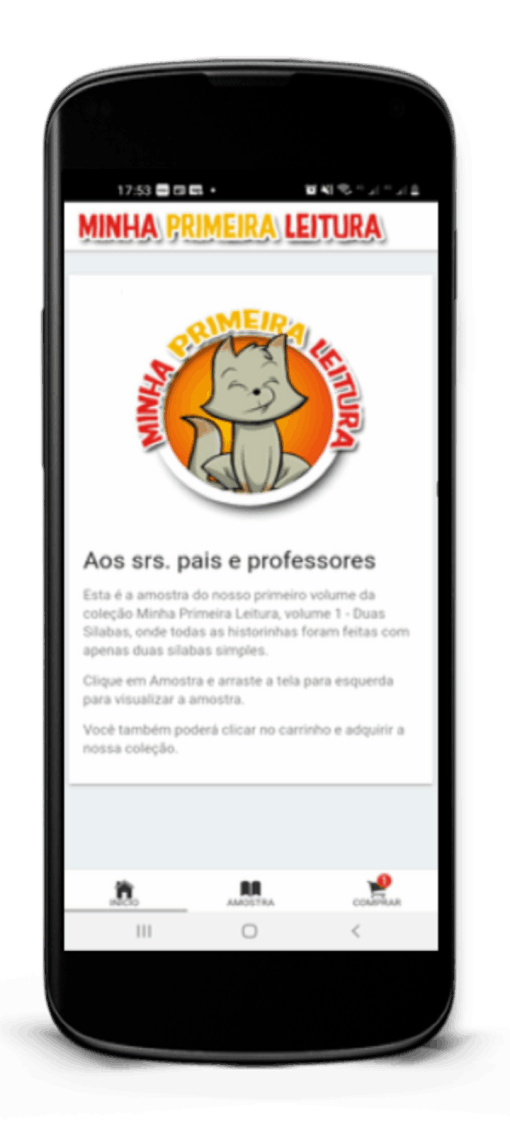 17:53
MINHA PRIMEIRA LEITURA
MINHA PRIMEIRA LEITURA
Aos srs. pais e professores
Esta é a amostra do nosso primeiro volume da
coleção Minha Primeira Leitura, volume 1 - Duas
Sílabas, onde todas as historinhas foram feitas com
apenas duas sílabas simples.
Clique em Amostra e arraste a tela para esquerda
para visualizar a amostra.
Você também poderá clicar no carrinho e adquirir a
nossa coleção.
1
INÍCIO AMOSTRA COMPRAR